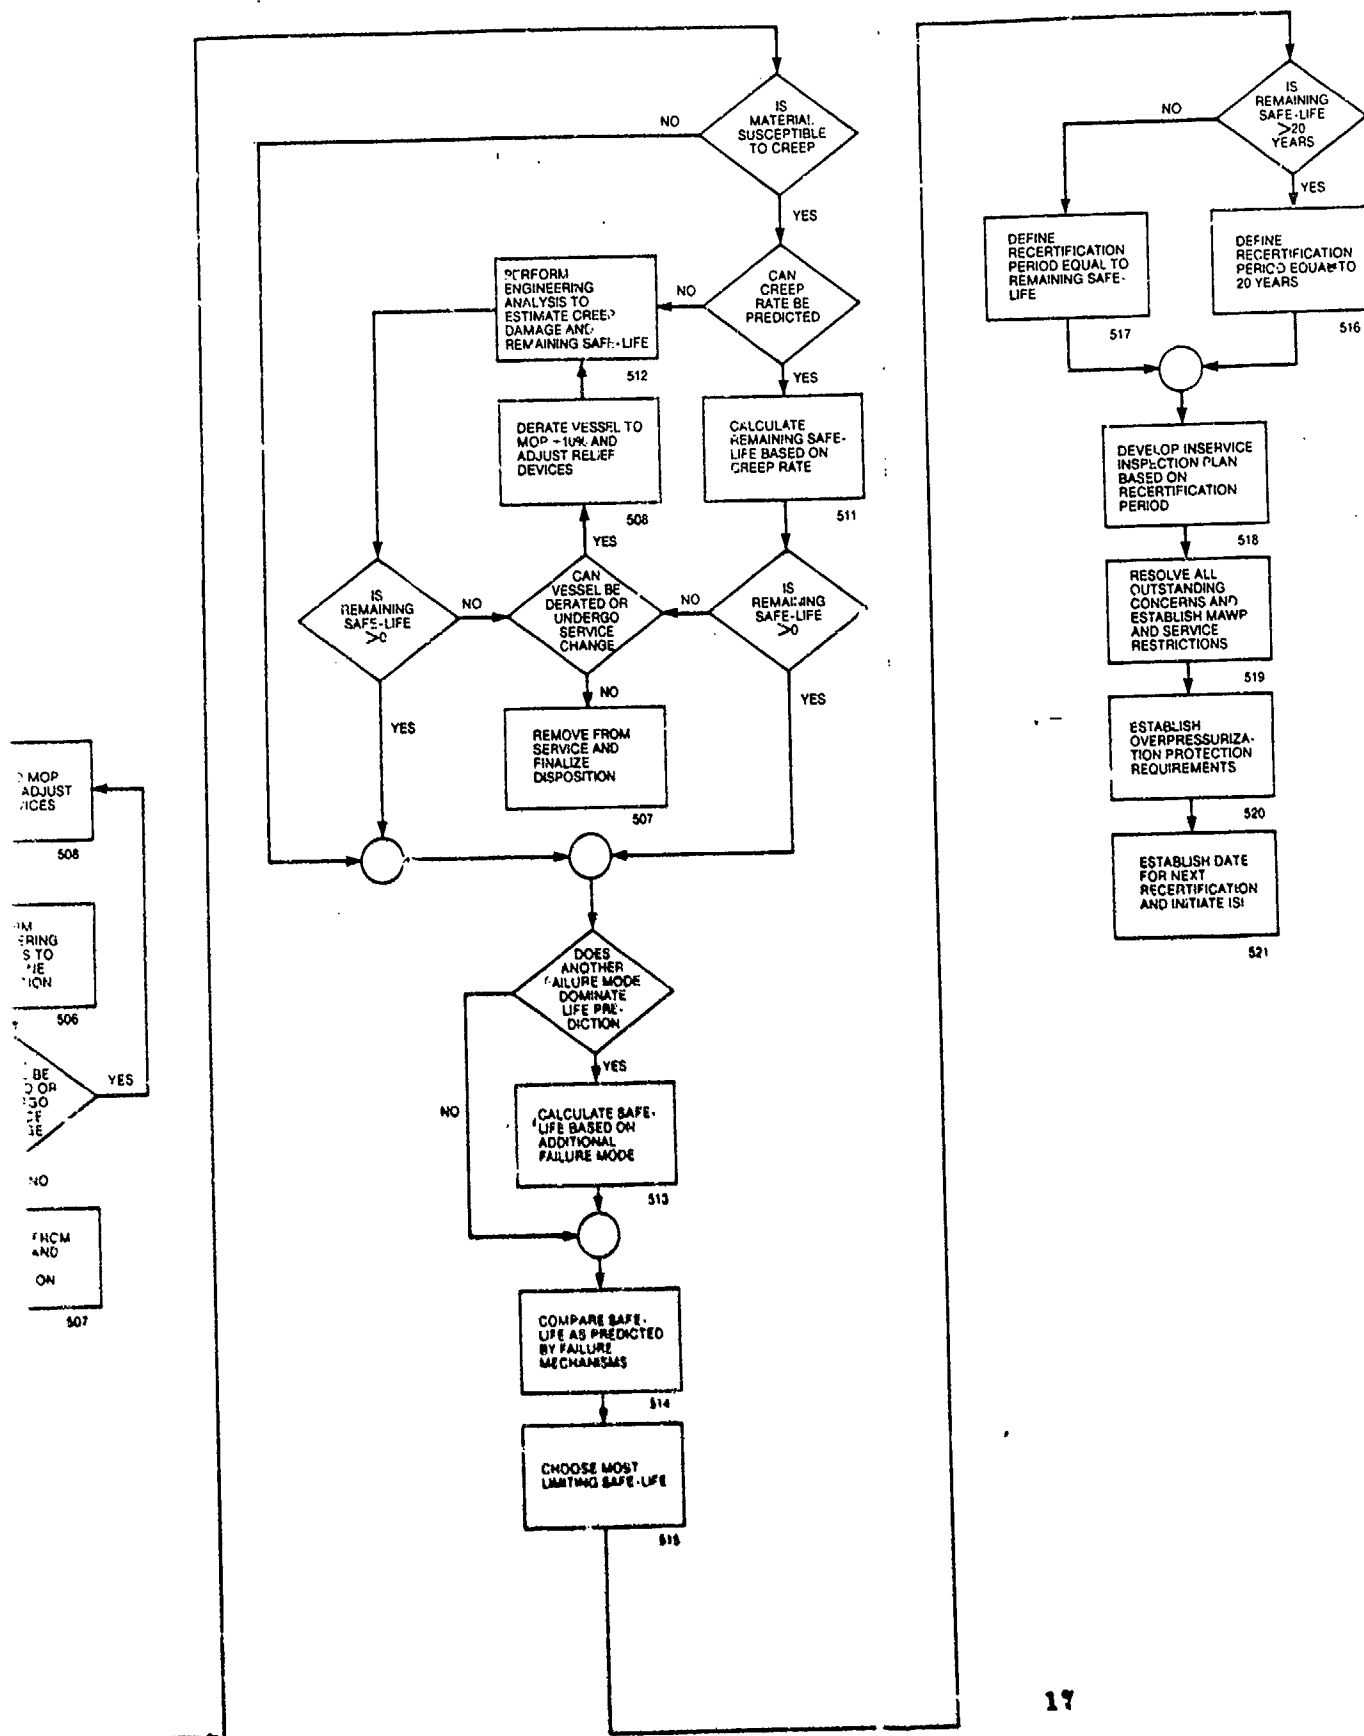 MOP
ADJUST
508
S TO
506
BE
OR
YES
NO
AND
ON
507
IS
MATERIAL
SUSCEPTIBLE
TO CREEP
NO
YES
CAN
CREEP
RATE BE
PREDICTED
NO
YES
PERFORM
ENGINEERING
ANALYSIS TO
ESTIMATE CREEP
DAMAGE AND
REMAINING SAFE-LIFE
512
DERATE VESSEL TO
MOP +10% AND
ADJUST RELIEF
DEVICES
508
CALCULATE
REMAINING SAFE-
LIFE BASED ON
CREEP RATE
511
YES
IS
REMAINING
SAFE-LIFE
>0
NO
CAN
VESSEL BE
DERATED OR
UNDERGO
SERVICE
CHANGE
NO
IS
REMAINING
SAFE-LIFE
>0
YES
NO
YES
REMOVE FROM
SERVICE AND
FINALIZE
DISPOSITION
507
DOES
ANOTHER
FAILURE MODE
DOMINATE
LIFE PRE-
DICTION
YES
NO
CALCULATE SAFE-
LIFE BASED ON
ADDITIONAL
FAILURE MODE
513
COMPARE SAFE-
LIFE AS PREDICTED
BY FAILURE
MECHANISMS
514
CHOOSE MOST
LIMITING SAFE-LIFE
515
IS
REMAINING
SAFE-LIFE
>20
YEARS
NO
YES
DEFINE
RECERTIFICATION
PERIOD EQUAL TO
REMAINING SAFE-
LIFE
517
DEFINE
RECERTIFICATION
PERIOD EQUAL TO
20 YEARS
516
DEVELOP INSERVICE
INSPECTION PLAN
BASED ON
RECERTIFICATION
PERIOD
518
RESOLVE ALL
OUTSTANDING
CONCERNS AND
ESTABLISH MAWP
AND SERVICE
RESTRICTIONS
519
ESTABLISH
OVERPRESSURIZA-
TION PROTECTION
REQUIREMENTS
520
ESTABLISH DATE
FOR NEXT
RECERTIFICATION
AND INITIATE ISI
521
17